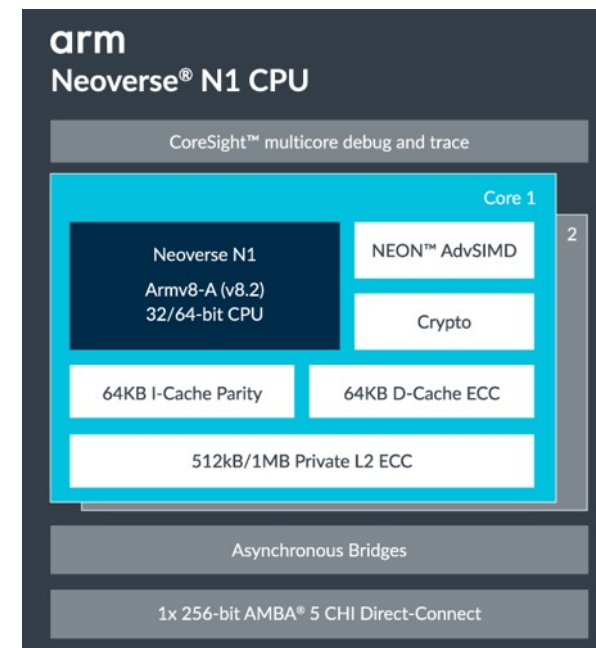 arm
Neoverse® N1 CPU
CoreSight™ multicore debug and trace
Core 1
2
Neoverse N1
Armv8-A (v8.2)
32/64-bit CPU
NEON™ AdvSIMD
Crypto
64KB I-Cache Parity
64KB D-Cache ECC
512kB/1MB Private L2 ECC
Asynchronous Bridges
1x 256-bit AMBA® 5 CHI Direct-Connect